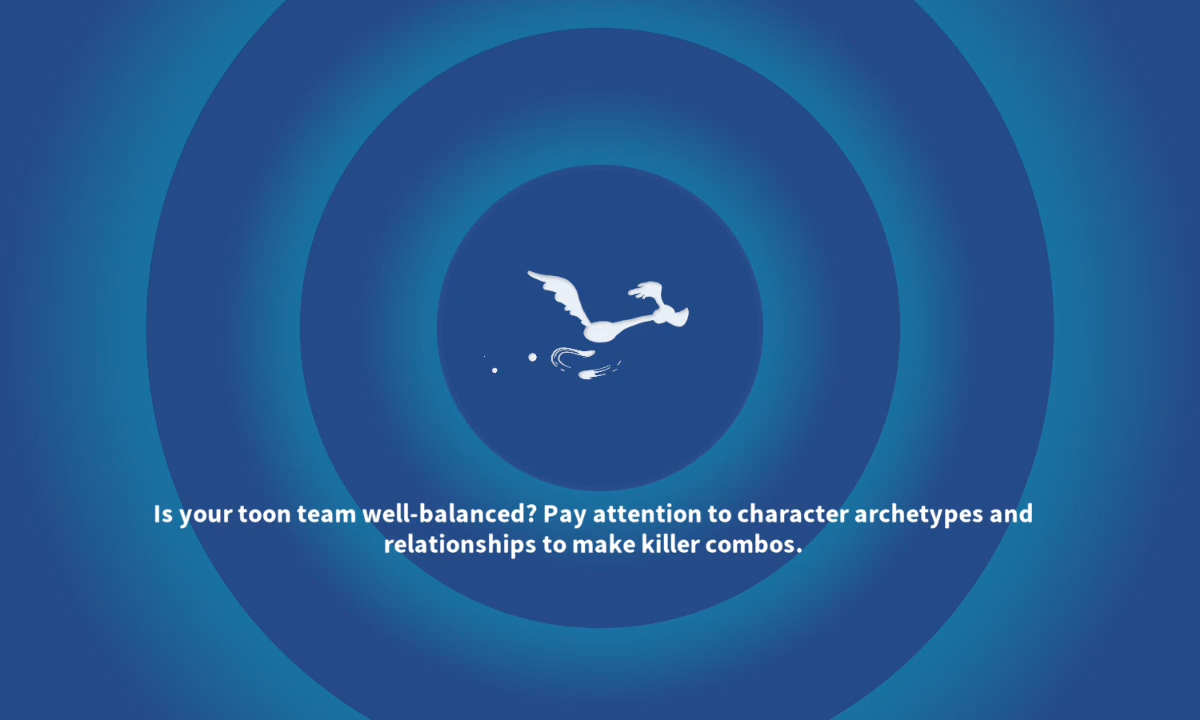 Is your toon team well-balanced? Pay attention to character archetypes and
relationships to make killer combos.